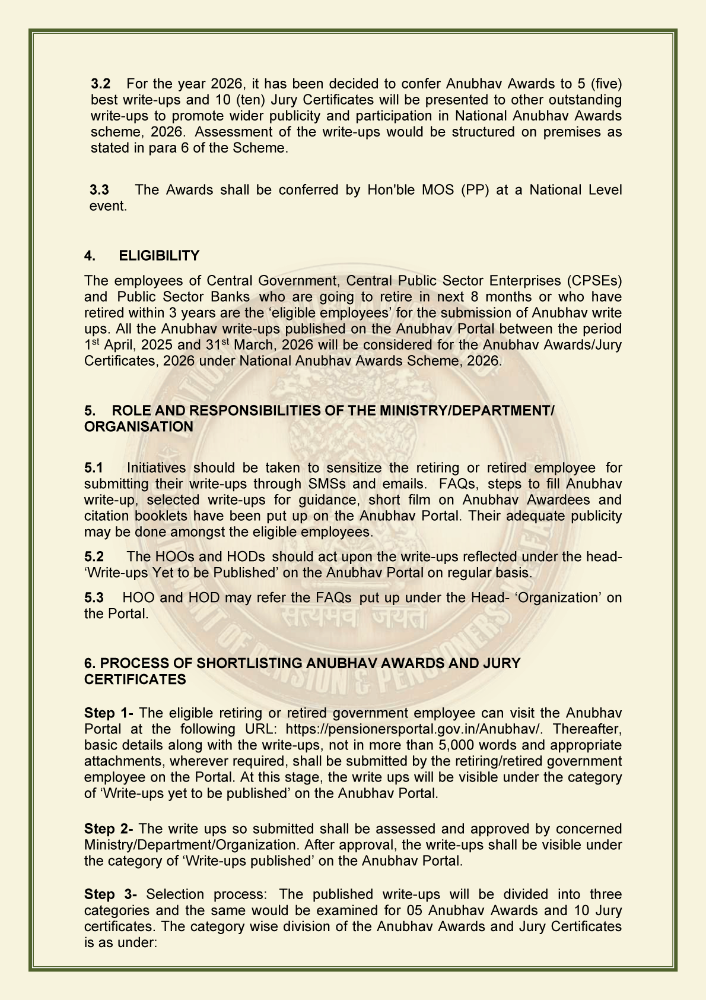 3.2 For the year 2026, it has been decided to confer Anubhav Awards to 5 (five)
best write-ups and 10 (ten) Jury Certificates will be presented to other outstanding
write-ups to promote wider publicity and participation in National Anubhav Awards
scheme, 2026. Assessment of the write-ups would be structured on premises as
stated in para 6 of the Scheme.
3.3 The Awards shall be conferred by Hon'ble MOS (PP) at a National Level
event.
4. ELIGIBILITY
The employees of Central Government, Central Public Sector Enterprises (CPSEs)
and Public Sector Banks who are going to retire in next 8 months or who have
retired within 3 years are the ‘eligible employees’ for the submission of Anubhav write
ups. All the Anubhav write-ups published on the Anubhav Portal between the period
1st April, 2025 and 31st March, 2026 will be considered for the Anubhav Awards/Jury
Certificates, 2026 under National Anubhav Awards Scheme, 2026.
5. ROLE AND RESPONSIBILITIES OF THE MINISTRY/DEPARTMENT/
ORGANISATION
5.1 Initiatives should be taken to sensitize the retiring or retired employee for
submitting their write-ups through SMSs and emails. FAQs, steps to fill Anubhav
write-up, selected write-ups for guidance, short film on Anubhav Awardees and
citation booklets have been put up on the Anubhav Portal. Their adequate publicity
may be done amongst the eligible employees.
5.2 The HOOs and HODs should act upon the write-ups reflected under the head-
‘Write-ups Yet to be Published’ on the Anubhav Portal on regular basis.
5.3 HOO and HOD may refer the FAQs put up under the Head- ‘Organization’ on
the Portal.
6. PROCESS OF SHORTLISTING ANUBHAV AWARDS AND JURY
CERTIFICATES
Step 1- The eligible retiring or retired government employee can visit the Anubhav
Portal at the following URL: https://pensionersportal.gov.in/Anubhav/. Thereafter,
basic details along with the write-ups, not in more than 5,000 words and appropriate
attachments, wherever required, shall be submitted by the retiring/retired government
employee on the Portal. At this stage, the write ups will be visible under the category
of ‘Write-ups yet to be published’ on the Anubhav Portal.
Step 2- The write ups so submitted shall be assessed and approved by concerned
Ministry/Department/Organization. After approval, the write-ups shall be visible under
the category of ‘Write-ups published’ on the Anubhav Portal.
Step 3- Selection process: The published write-ups will be divided into three
categories and the same would be examined for 05 Anubhav Awards and 10 Jury
certificates. The category wise division of the Anubhav Awards and Jury Certificates
is as under:
NATIONAL ANUBHAV AWARD
सत्यमेव जयते
OF PENSION & PENSIONERS WELFARE